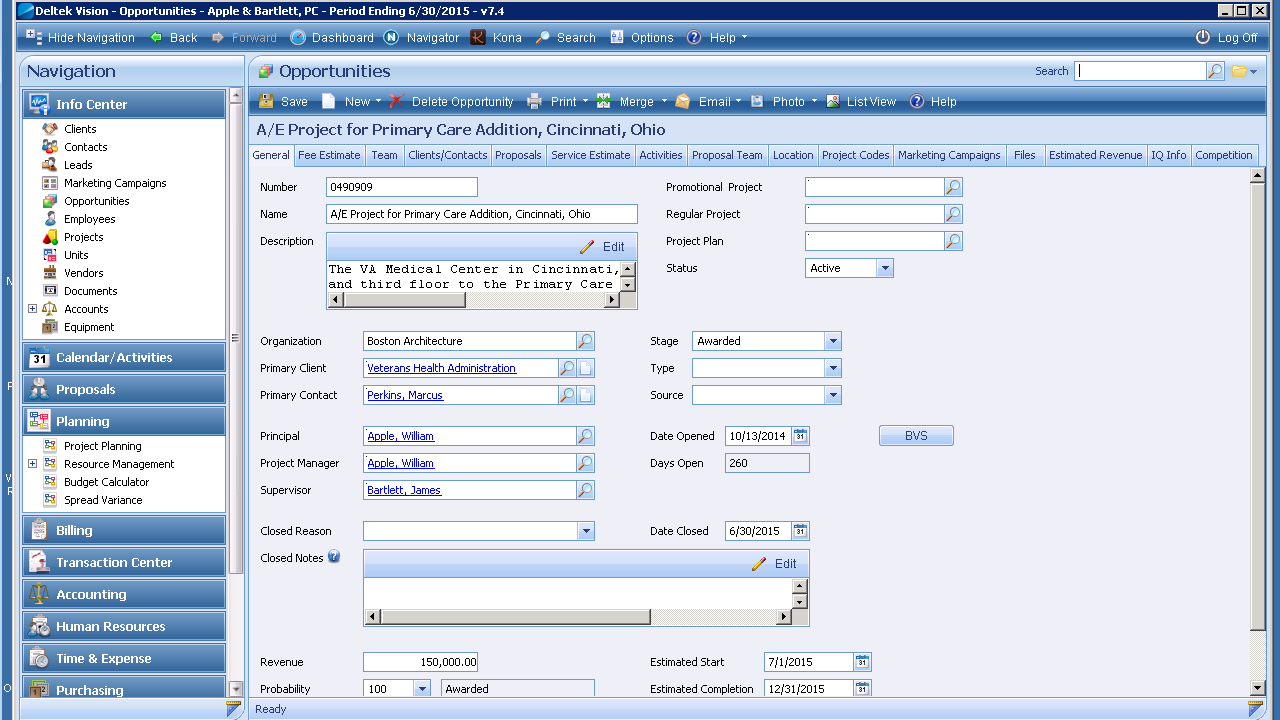 Deltek Vision - Opportunities - Apple & Bartlett, PC - Period Ending 6/30/2015 - v7.4
Hide Navigation Back Forward Dashboard Navigator Kona Search Options Help Log Off
Navigation
Info Center
Clients
Contacts
Leads
Marketing Campaigns
Opportunities
Employees
Projects
Units
Vendors
Documents
Accounts
Equipment
31 Calendar/Activities
Proposals
Planning
Project Planning
Resource Management
Budget Calculator
Spread Variance
Billing
Transaction Center
Accounting
Human Resources
Time & Expense
Purchasing
Opportunities Search
Save New Delete Opportunity Print Merge Email Photo List View Help
A/E Project for Primary Care Addition, Cincinnati, Ohio
General Fee Estimate Team Clients/Contacts Proposals Service Estimate Activities Proposal Team Location Project Codes Marketing Campaigns Files Estimated Revenue IQ Info Competition
Number 0490909 Promotional Project
Name A/E Project for Primary Care Addition, Cincinnati, Ohio Regular Project
Description Edit Project Plan
The VA Medical Center in Cincinnati, Status Active
and third floor to the Primary Care
Organization Boston Architecture Stage Awarded
Primary Client Veterans Health Administration Type
Primary Contact Perkins, Marcus Source
Principal Apple, William Date Opened 10/13/2014 31 BVS
Project Manager Apple, William Days Open 260
Supervisor Bartlett, James
Closed Reason Date Closed 6/30/2015 31
Closed Notes Edit
Revenue 150,000.00 Estimated Start 7/1/2015 31
Probability 100 Awarded Estimated Completion 12/31/2015 31
Ready